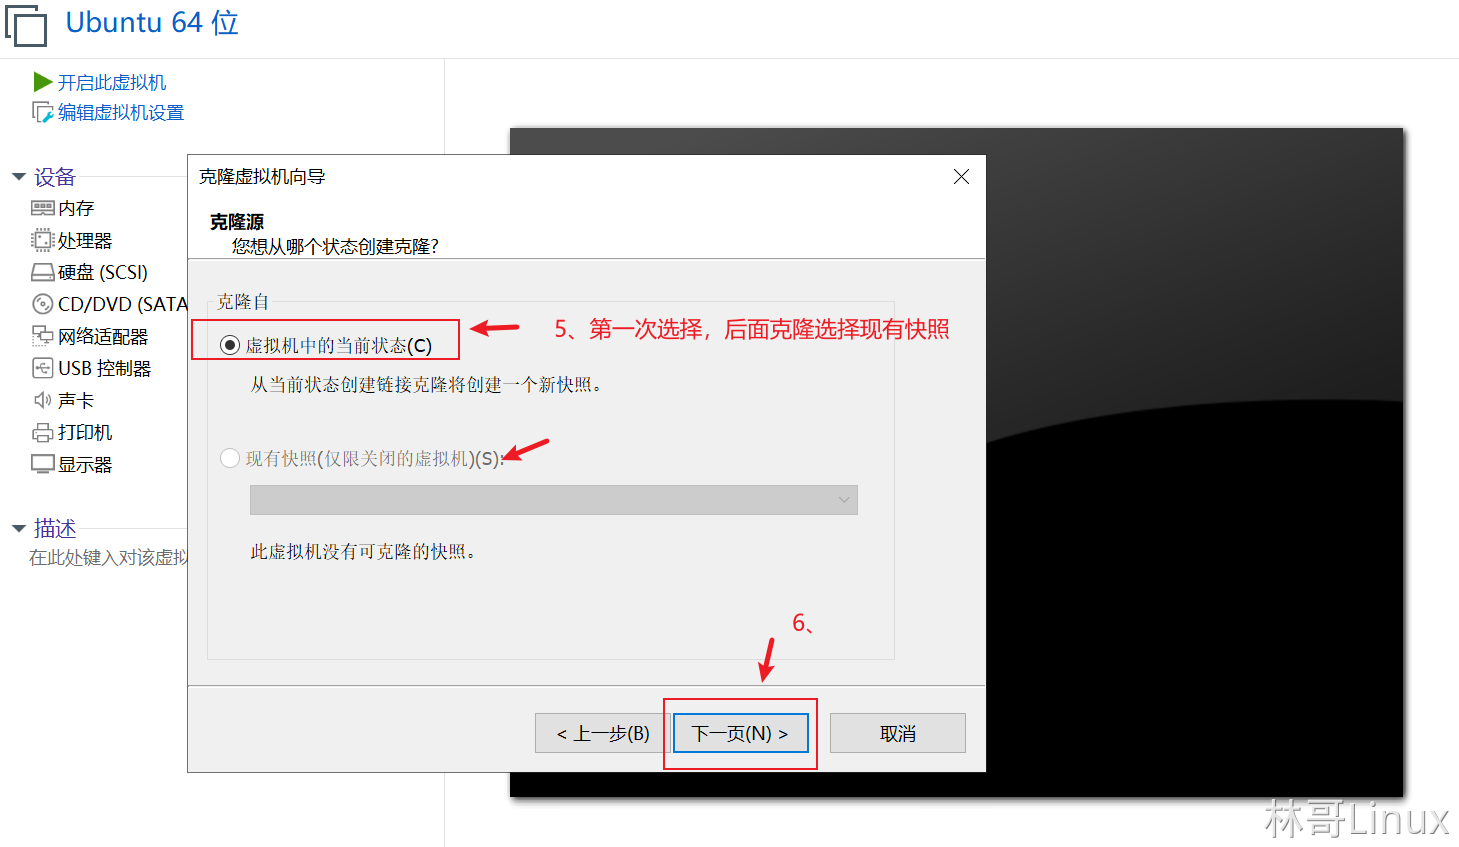 Ubuntu 64 位
开启此虚拟机
编辑虚拟机设置
设备
内存
处理器
硬盘 (SCSI)
CD/DVD (SATA
网络适配器
USB 控制器
声卡
打印机
显示器
描述
在此处键入对该虚拟
克隆虚拟机向导
克隆源
您想从哪个状态创建克隆?
克隆自
虚拟机中的当前状态(C)
5、第一次选择，后面克隆选择现有快照
从当前状态创建链接克隆将创建一个新快照。
现有快照(仅限关闭的虚拟机)(S):
此虚拟机没有可克隆的快照。
6、
< 上一步(B)
下一页(N) >
取消
林哥Linux